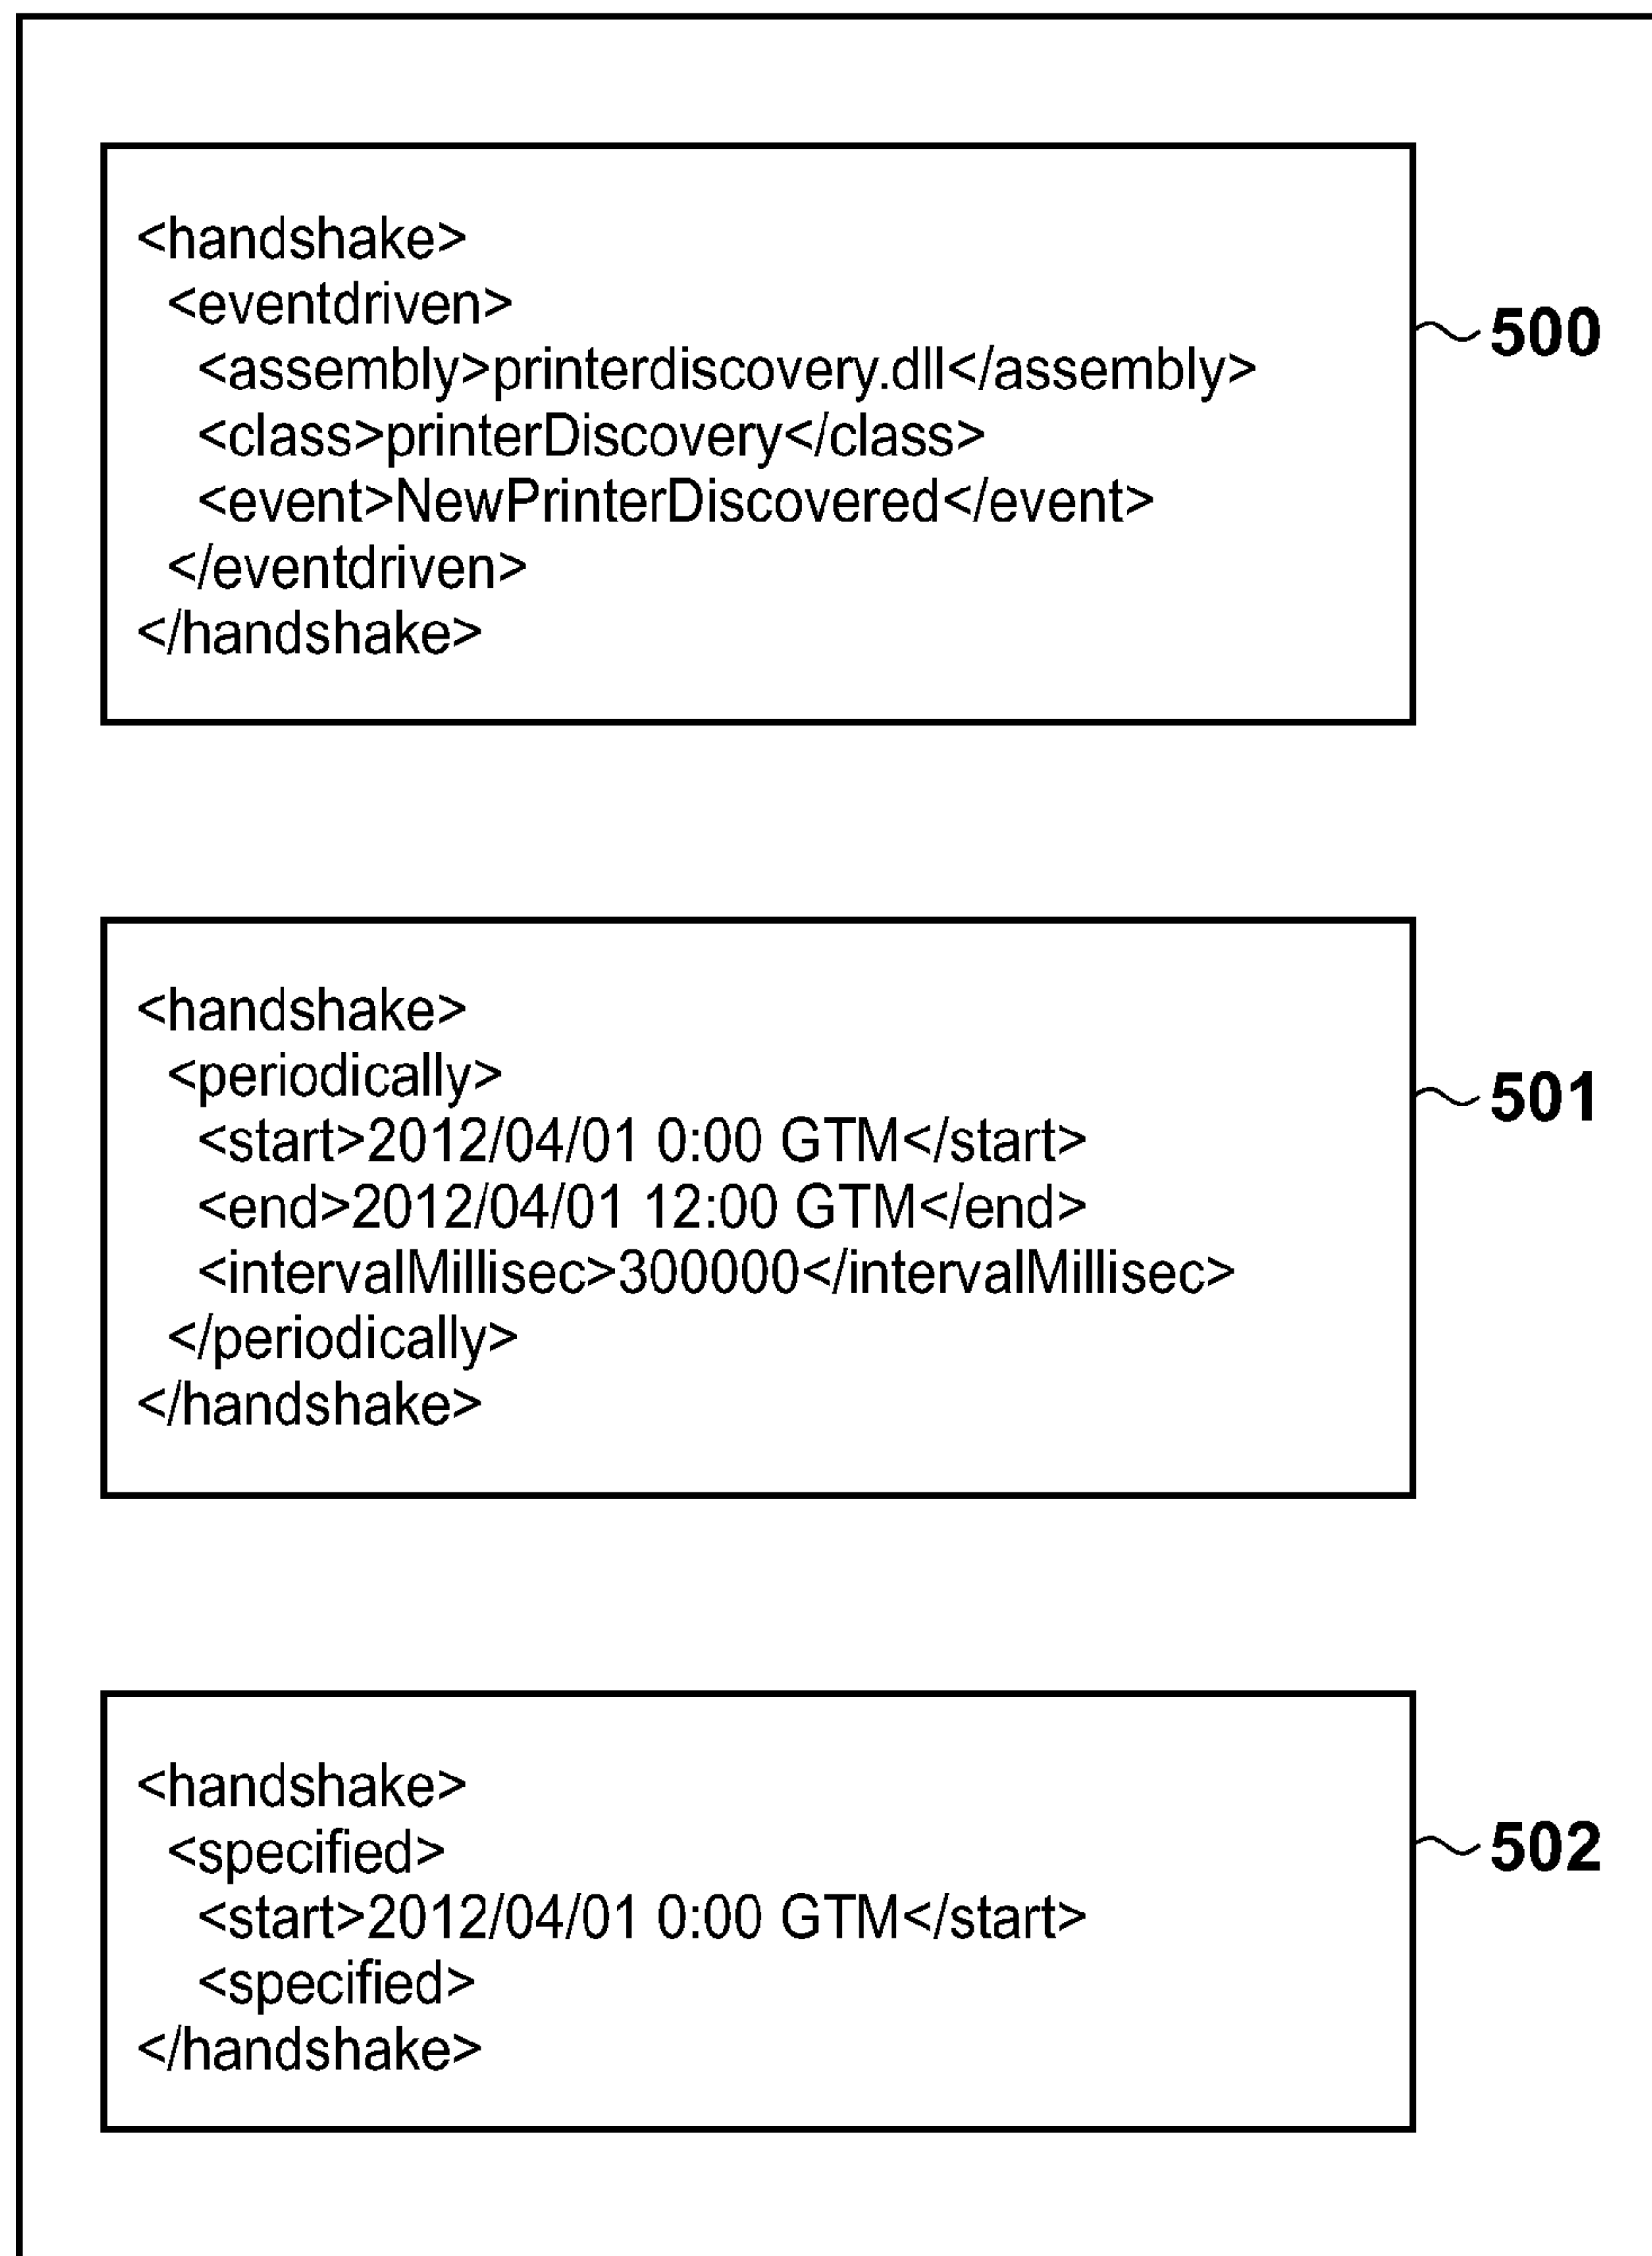 <handshake>
<eventdriven>
<assembly>printerdiscovery.dll</assembly>
<class>printerDiscovery</class>
<event>NewPrinterDiscovered</event>
</eventdriven>
</handshake>
500
<handshake>
<periodically>
<start>2012/04/01 0:00 GTM</start>
<end>2012/04/01 12:00 GTM</end>
<intervalMillisec>300000</intervalMillisec>
</periodically>
</handshake>
501
<handshake>
<specified>
<start>2012/04/01 0:00 GTM</start>
<specified>
</handshake>
502